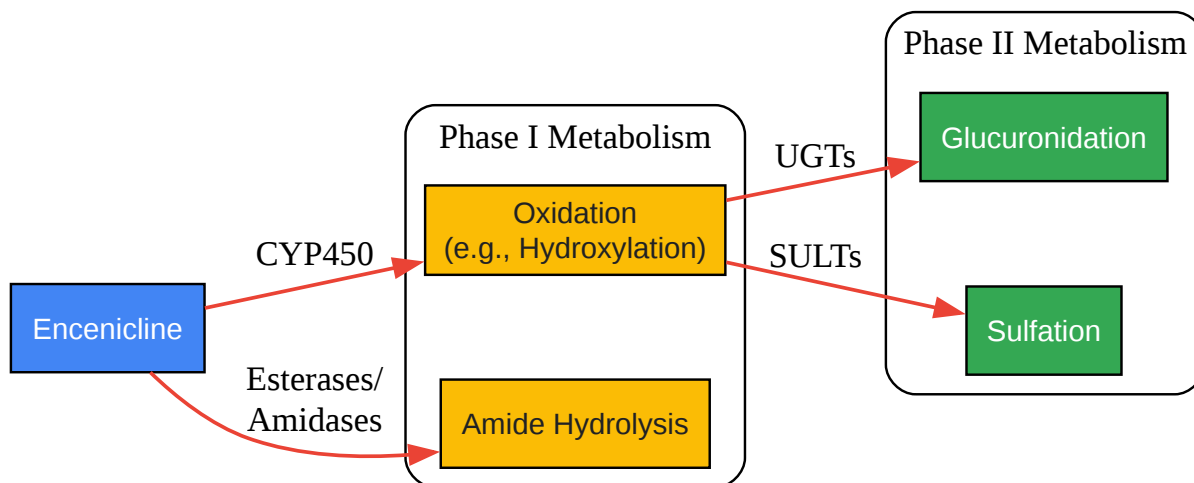 Phase II Metabolism
Glucuronidation
Sulfation
Phase I Metabolism
Oxidation
(e.g., Hydroxylation)
Amide Hydrolysis
UGTs
SULTs
CYP450
Esterases/
Amidases
Encenicline